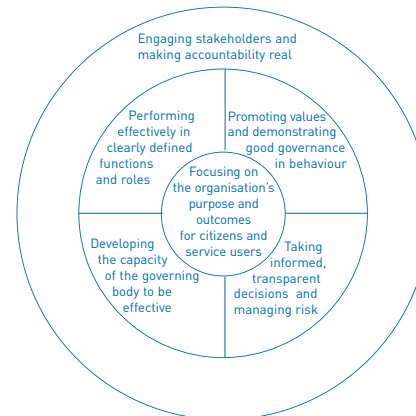 Engaging stakeholders and
making accountability real
Performing
effectively in
clearly defined
functions
and roles
Promoting values
and demonstrating
good governance
in behaviour
Focusing on
the organisation's
purpose and
outcomes
for citizens and
service users
Developing
the capacity
of the governing
body to be
effective
Taking
informed,
transparent
decisions and
managing risk